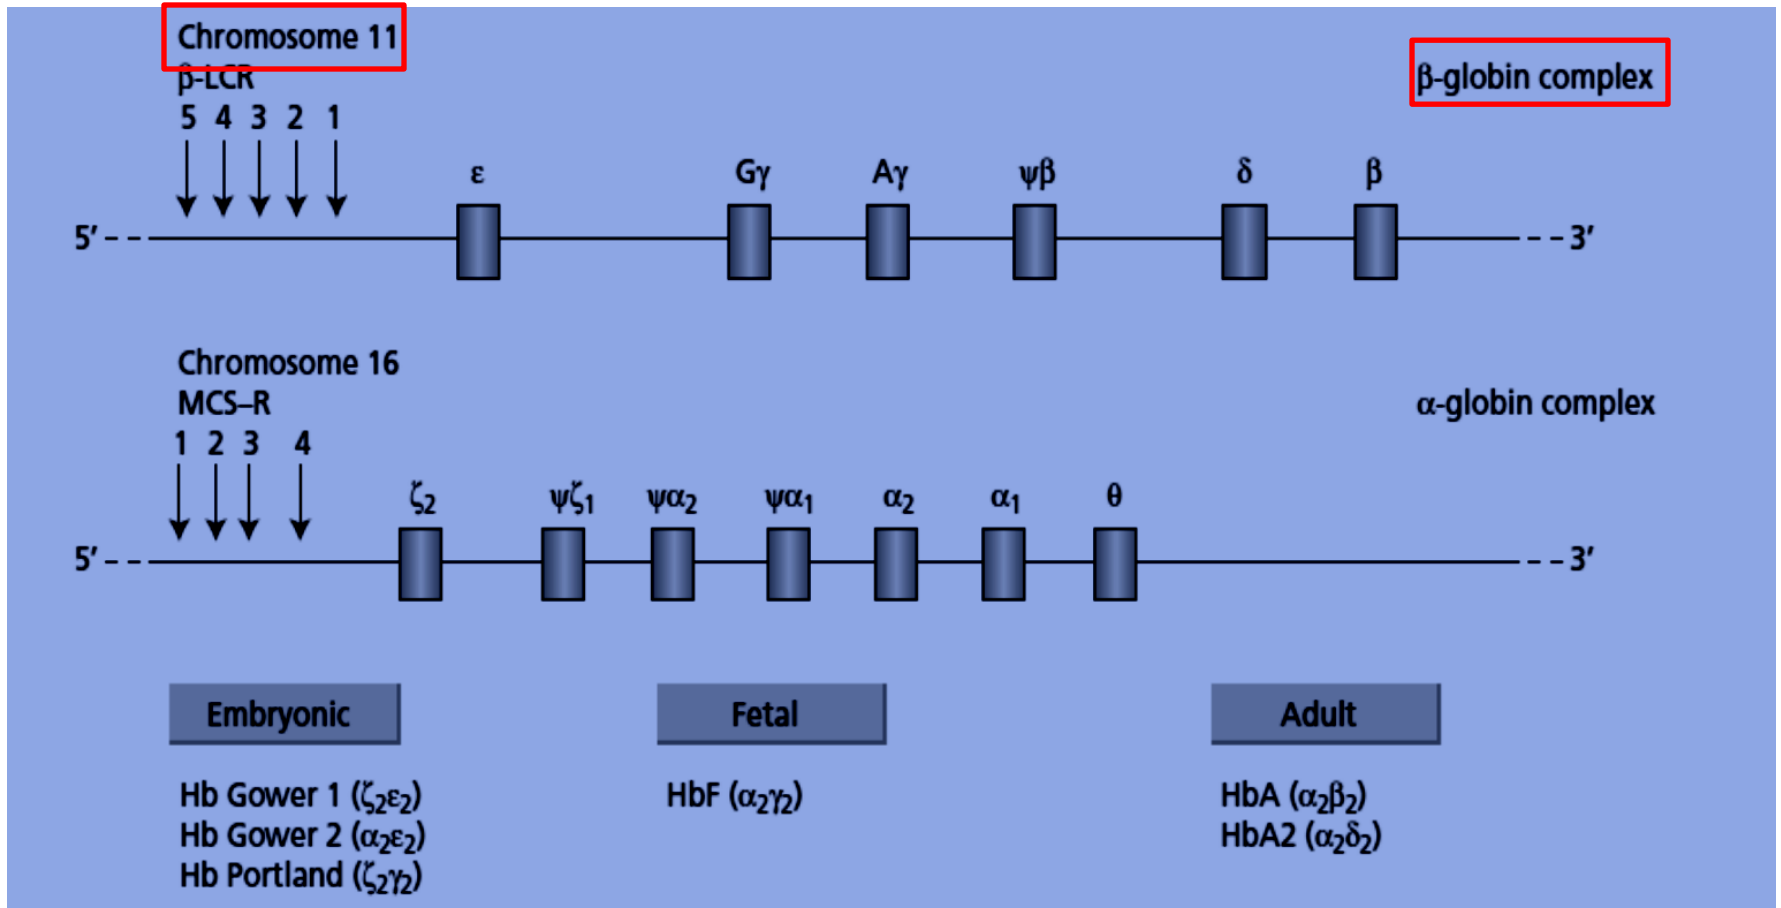 Chromosome 11
β-LCR
β-globin complex
5 4 3 2 1
ε Gγ Aγ ψβ δ β
5′ 3′
Chromosome 16
MCS–R
α-globin complex
1 2 3 4
ζ₂ ψζ₁ ψα₂ ψα₁ α₂ α₁ θ
5′ 3′
Embryonic Fetal Adult
Hb Gower 1 (ζ₂ε₂) HbF (α₂γ₂) HbA (α₂β₂)
Hb Gower 2 (α₂ε₂) HbA2 (α₂δ₂)
Hb Portland (ζ₂γ₂)